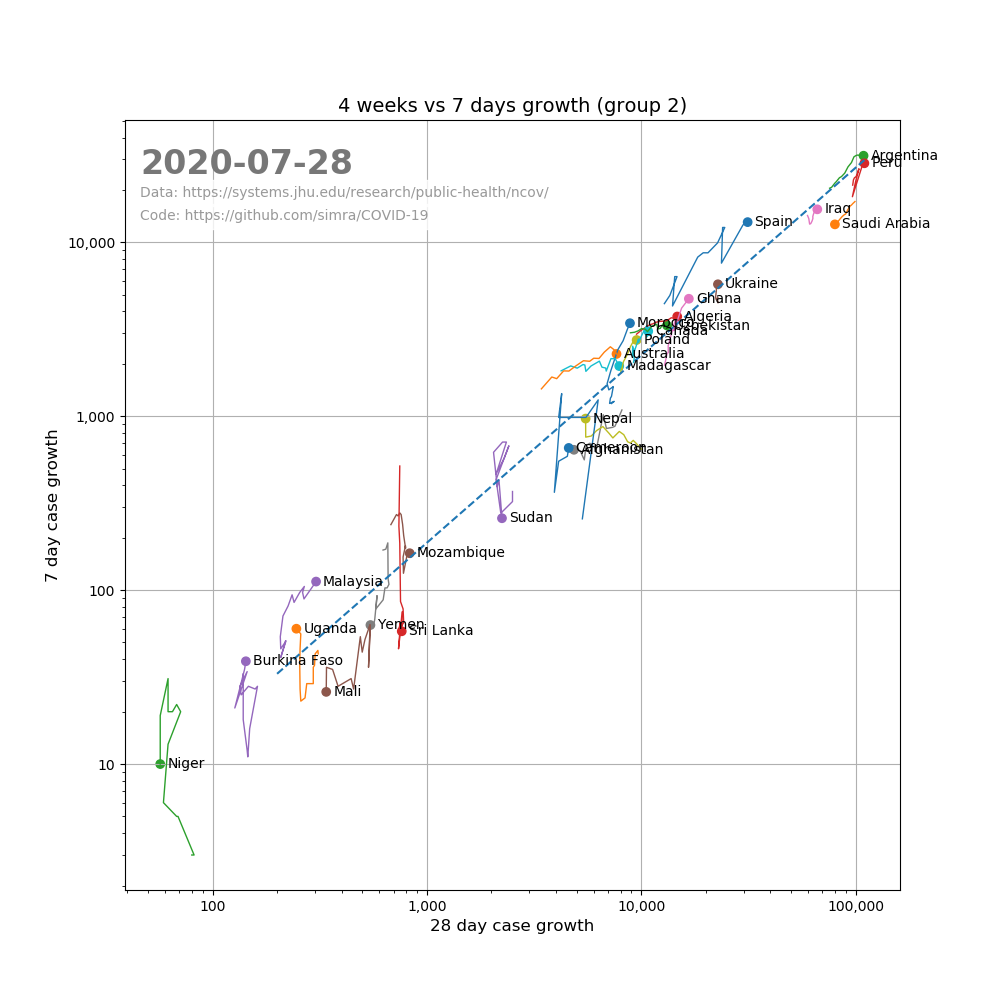 4 weeks vs 7 days growth (group 2)
2020-07-28
Data: https://systems.jhu.edu/research/public-health/ncov/
Code: https://github.com/simra/COVID-19
Argentina
Peru
Iraq
Spain
Saudi Arabia
10,000
Ukraine
Ghana
Algeria
Morocco
Uzbekistan
Canada
Poland
Australia
Madagascar
1,000
Nepal
Cameroon
Afghanistan
Sudan
7 day case growth
Mozambique
Malaysia
100
Yemen
Uganda
Sri Lanka
Burkina Faso
Mali
10
Niger
100
1,000
10,000
100,000
28 day case growth